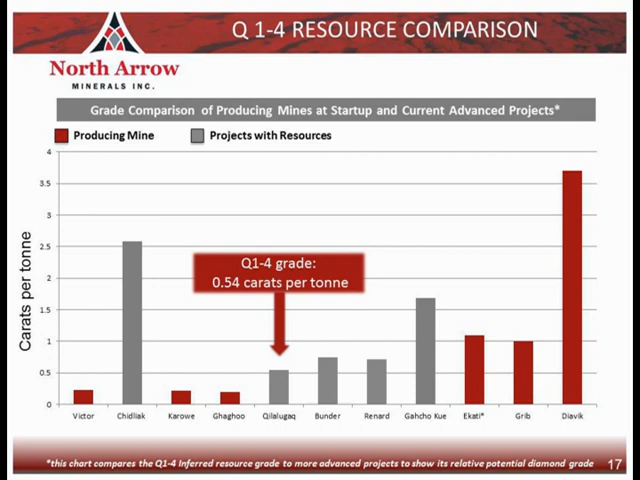 Q 1-4 RESOURCE COMPARISON
North Arrow
MINERALS INC.
Grade Comparison of Producing Mines at Startup and Current Advanced Projects*
Producing Mine
Projects with Resources
Carats per tonne
4
3.5
3
2.5
2
1.5
1
0.5
0
Q1-4 grade:
0.54 carats per tonne
Victor Chidliak Karowe Ghaghoo Qilalugaq Bunder Renard Gahcho Kue Ekati* Grib Diavik
*this chart compares the Q1-4 Inferred resource grade to more advanced projects to show its relative potential diamond grade
17